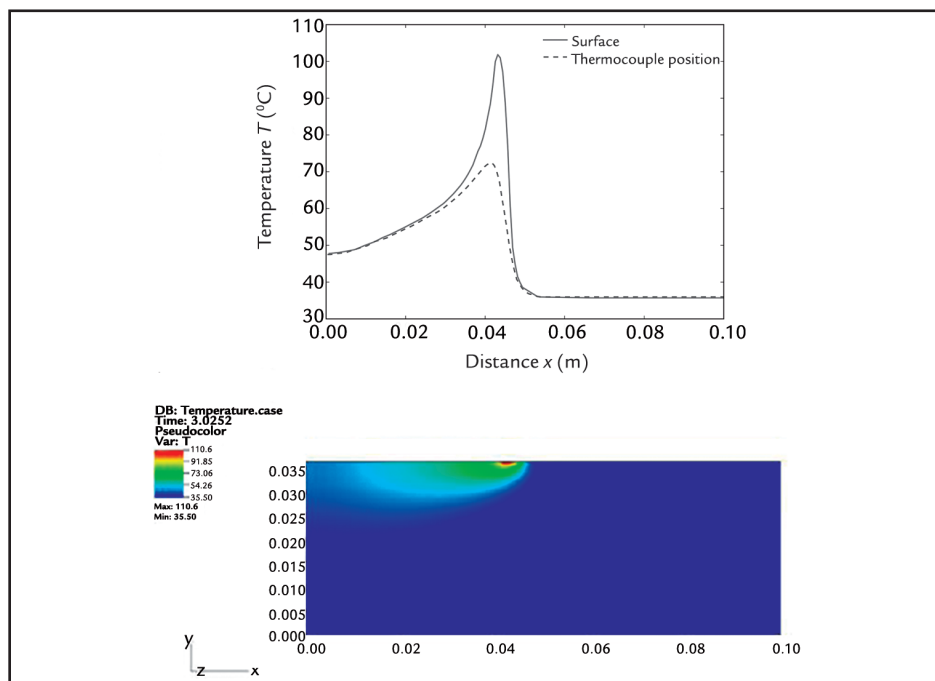 110
100
90
80
70
60
50
40
30
Temperature T (⁰C)
Surface
Thermocouple position
0.00 0.02 0.04 0.06 0.08 0.10
Distance x (m)
DB: Temperature.case
Time: 3.0252
Pseudocolor
Var: T
110.6
91.85
73.06
54.26
35.50
Max: 110.6
Min: 35.50
0.035
0.030
0.025
0.020
0.015
0.010
0.005
0.000
0.00 0.02 0.04 0.06 0.08 0.10
y
z x